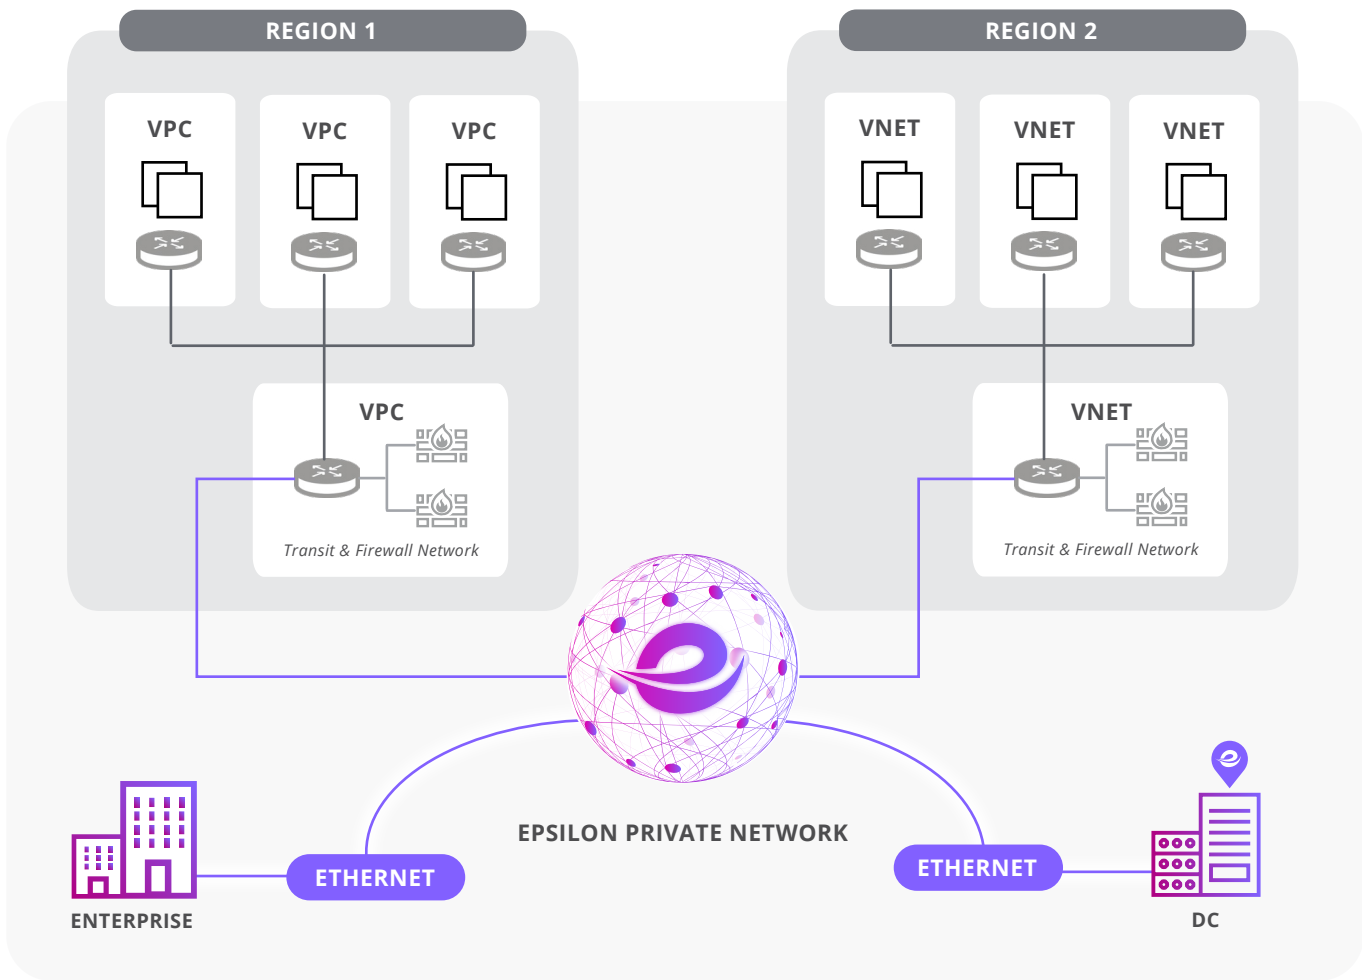 REGION 1
REGION 2
VPC
VPC
VPC
VNET
VNET
VNET
VPC
Transit & Firewall Network
VNET
Transit & Firewall Network
EPSILON PRIVATE NETWORK
ETHERNET
ETHERNET
ENTERPRISE
DC